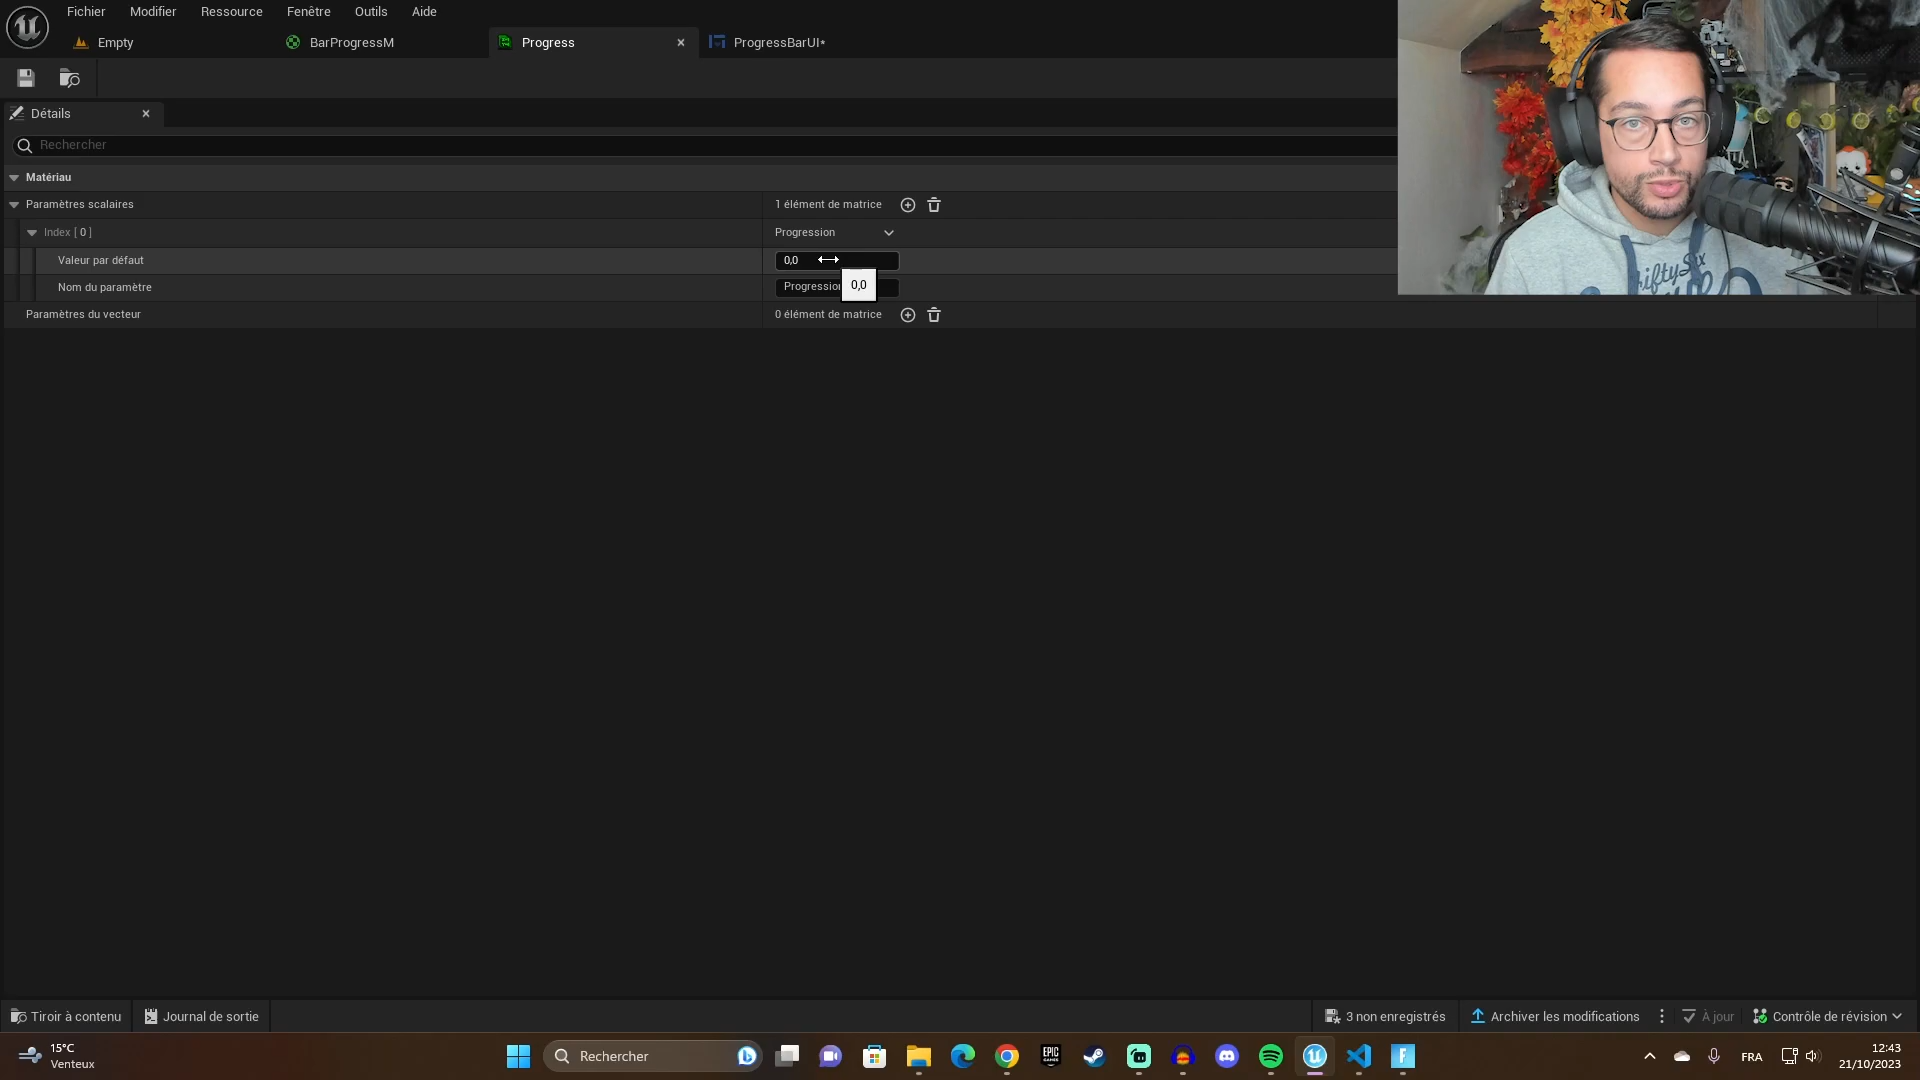 Fichier Modifier Ressource Fenêtre Outils Aide
Empty BarProgressM Progress ProgressBarUI*
Détails
Rechercher
Matériau
Paramètres scalaires 1 élément de matrice
Index [ 0 ] Progression
Valeur par défaut 0,0
Nom du paramètre Progression 0,0
Paramètres du vecteur 0 élément de matrice
Tiroir à contenu Journal de sortie 3 non enregistrés Archiver les modifications À jour Contrôle de révision
15°C
Venteux
Rechercher
EPIC
GAMES
FRA
12:43
21/10/2023